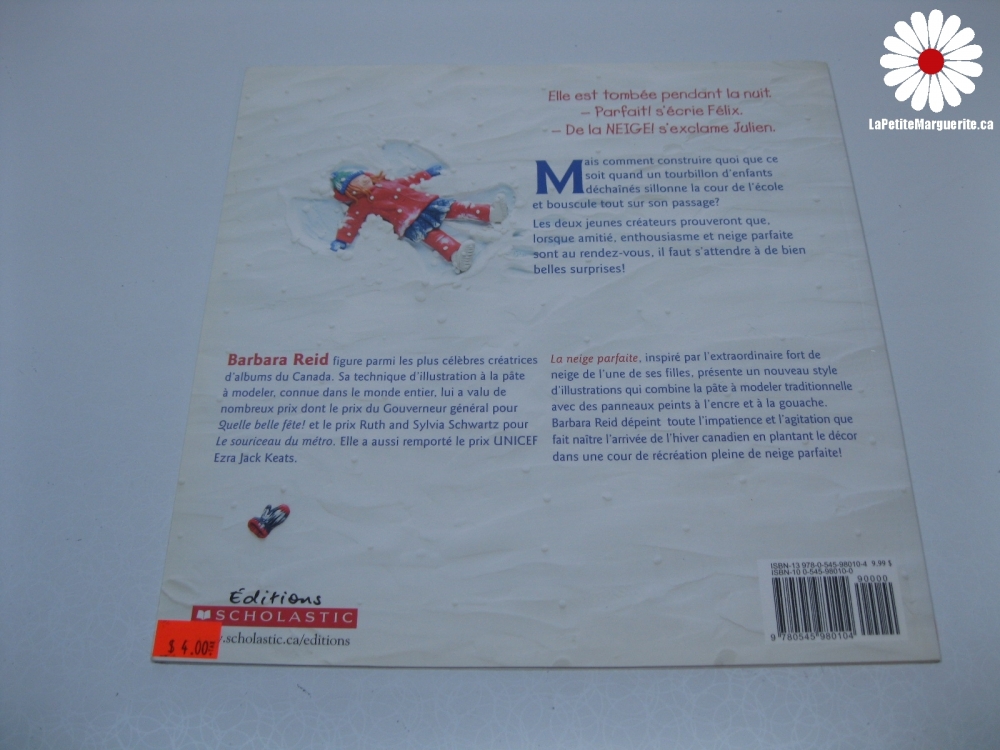 LaPetiteMarguerite.ca
Elle est tombée pendant la nuit.
– Parfait! s'écrie Félix.
– De la NEIGE! s'exclame Julien.
Mais comment construire quoi que ce
soit quand un tourbillon d'enfants
déchaînés sillonne la cour de l'école
et bouscule tout sur son passage?
Les deux jeunes créateurs prouveront que,
lorsque amitié, enthousiasme et neige parfaite
sont au rendez-vous, il faut s'attendre à de bien
belles surprises!
Barbara Reid figure parmi les plus célèbres créatrices
d'albums du Canada. Sa technique d'illustration à la pâte
à modeler, connue dans le monde entier, lui a valu de
nombreux prix dont le prix du Gouverneur général pour
Quelle belle fête! et le prix Ruth and Sylvia Schwartz pour
Le souriceau du métro. Elle a aussi remporté le prix UNICEF
Ezra Jack Keats.
La neige parfaite, inspiré par l'extraordinaire fort de
neige de l'une de ses filles, présente un nouveau style
d'illustrations qui combine la pâte à modeler traditionnelle
avec des panneaux peints à l'encre et à la gouache.
Barbara Reid dépeint toute l'impatience et l'agitation que
fait naître l'arrivée de l'hiver canadien en plantant le décor
dans une cour de récréation pleine de neige parfaite!
Éditions
SCHOLASTIC
.scholastic.ca/editions
$ 4.00
ISBN-13 978-0-545-98010-4 9,99 $
ISBN-10 0-545-98010-0
90000
9 780545 980104